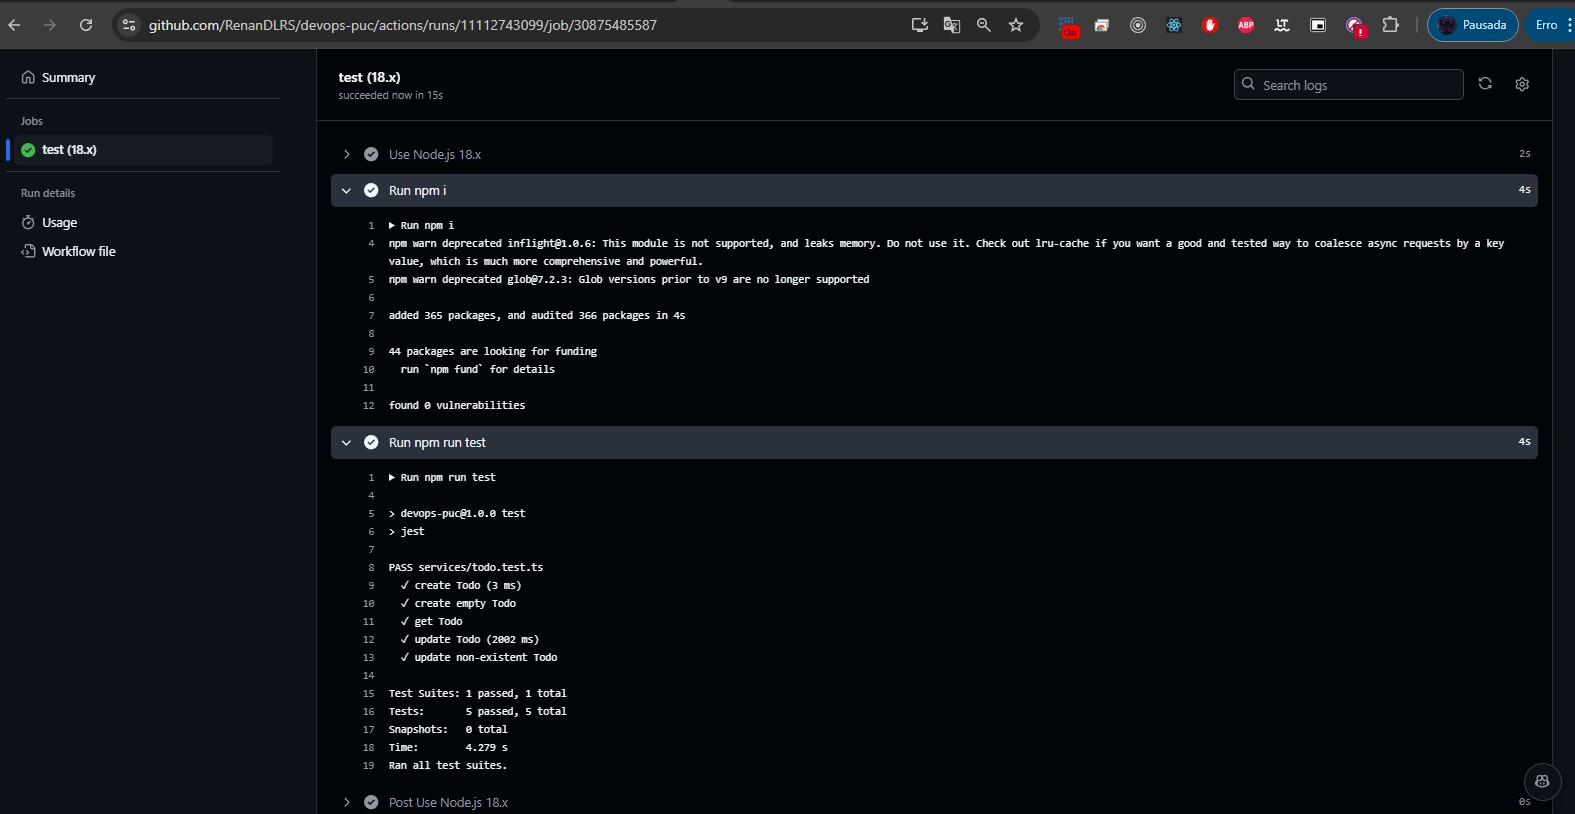 github.com/RenanDLRS/devops-puc/actions/runs/11112743099/job/30875485587
On
ABP
Pausada
Erro
Summary
Jobs
test (18.x)
Run details
Usage
Workflow file
test (18.x)
succeeded now in 15s
Search logs
Use Node.js 18.x 2s
Run npm i 4s
1 Run npm i
4 npm warn deprecated inflight@1.0.6: This module is not supported, and leaks memory. Do not use it. Check out lru-cache if you want a good and tested way to coalesce async requests by a key
value, which is much more comprehensive and powerful.
5 npm warn deprecated glob@7.2.3: Glob versions prior to v9 are no longer supported
6
7 added 365 packages, and audited 366 packages in 4s
8
9 44 packages are looking for funding
10 run `npm fund` for details
11
12 found 0 vulnerabilities
Run npm run test 4s
1 Run npm run test
4
5 > devops-puc@1.0.0 test
6 > jest
7
8 PASS services/todo.test.ts
9 ✓ create Todo (3 ms)
10 ✓ create empty Todo
11 ✓ get Todo
12 ✓ update Todo (2002 ms)
13 ✓ update non-existent Todo
14
15 Test Suites: 1 passed, 1 total
16 Tests: 5 passed, 5 total
17 Snapshots: 0 total
18 Time: 4.279 s
19 Ran all test suites.
Post Use Node.js 18.x 0s